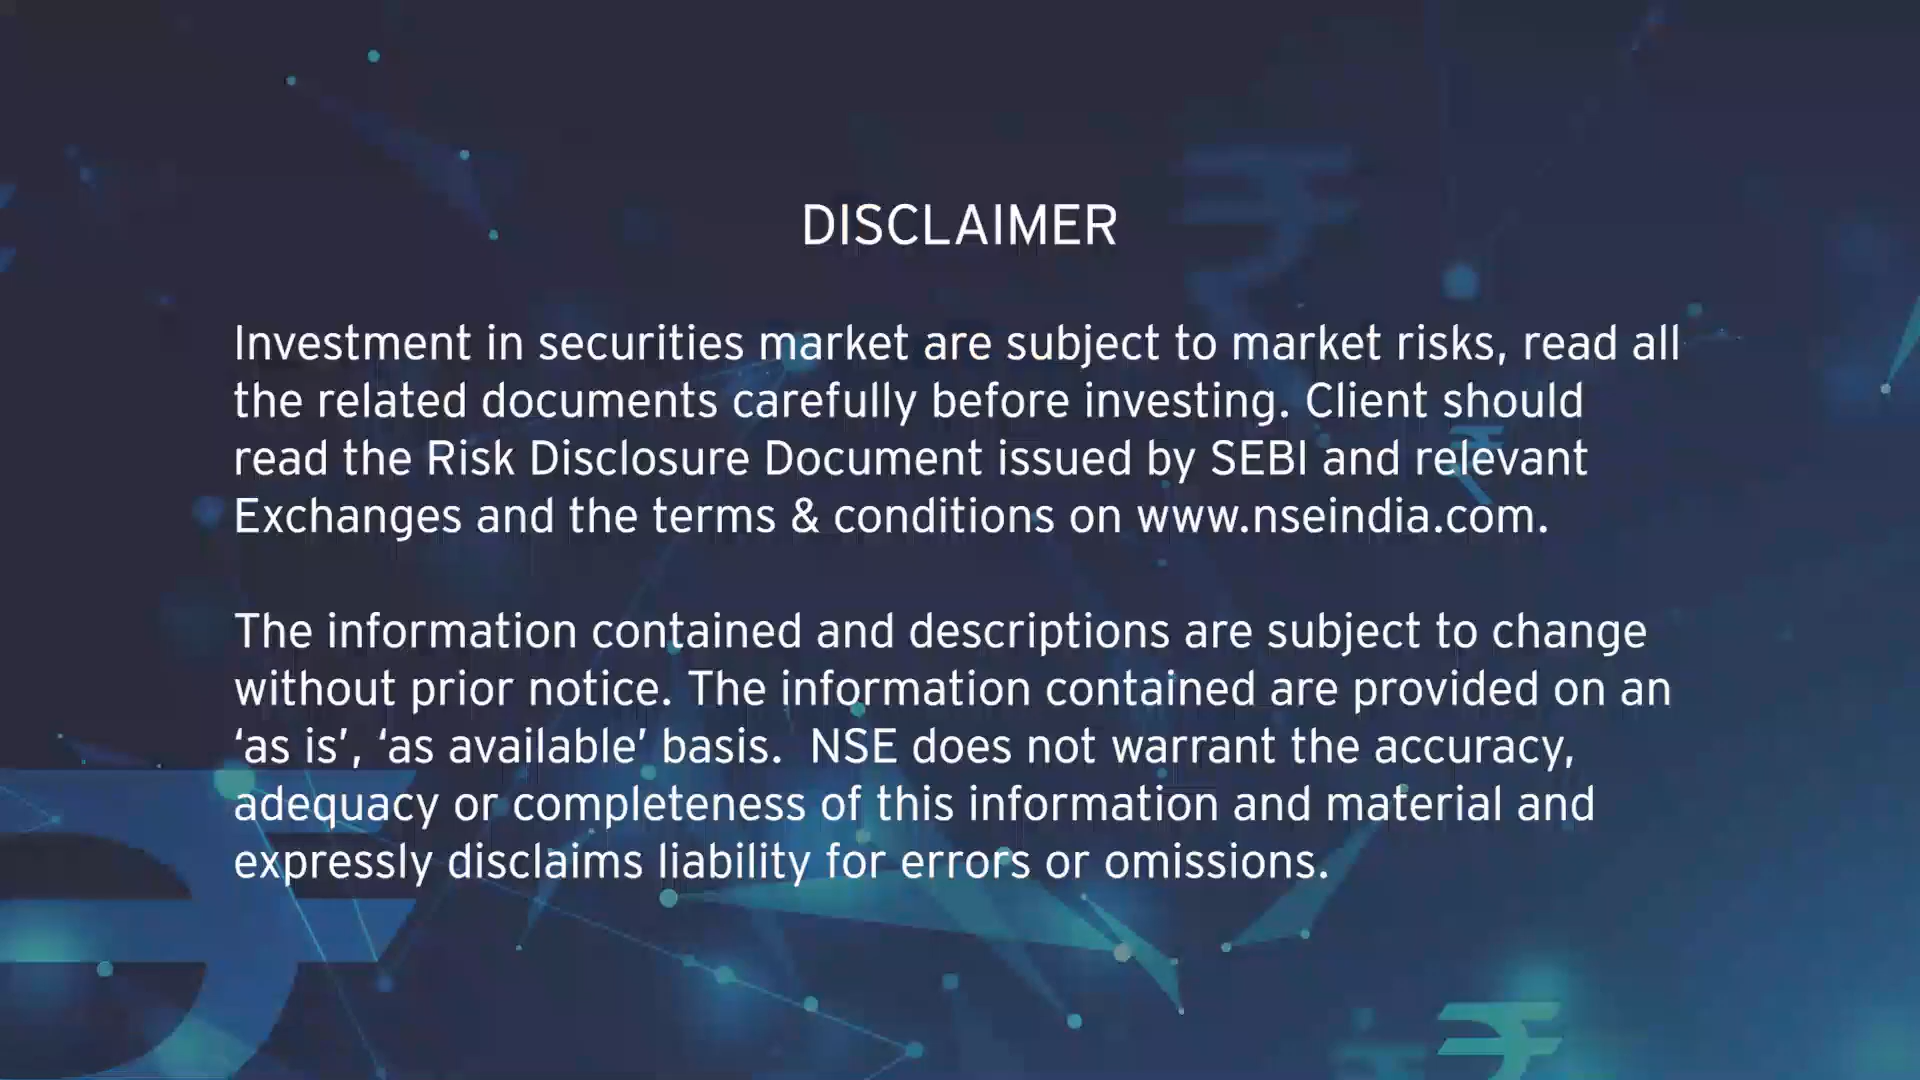 DISCLAIMER
Investment in securities market are subject to market risks, read all
the related documents carefully before investing. Client should
read the Risk Disclosure Document issued by SEBI and relevant
Exchanges and the terms & conditions on www.nseindia.com.
The information contained and descriptions are subject to change
without prior notice. The information contained are provided on an
‘as is’, ‘as available’ basis.  NSE does not warrant the accuracy,
adequacy or completeness of this information and material and
expressly disclaims liability for errors or omissions.